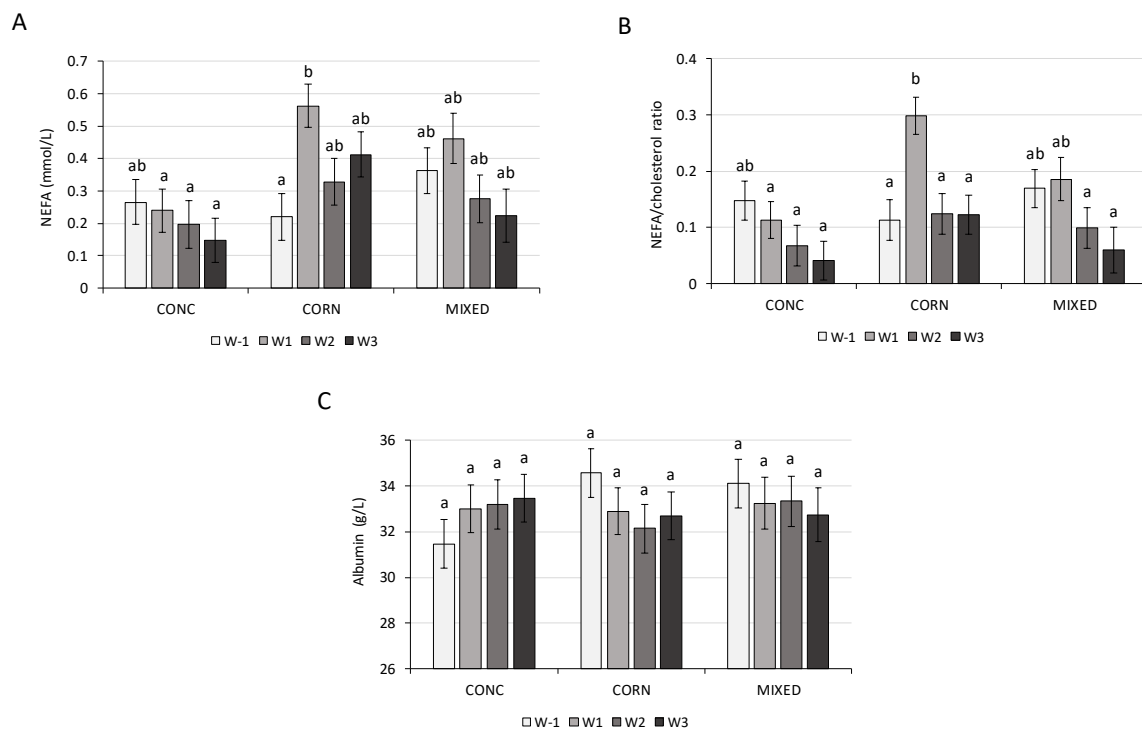 A
NEFA (mmol/L)
0.7
0.6
0.5
0.4
0.3
0.2
0.1
0
ab a a a
a b ab ab
ab ab ab a
CONC CORN MIXED
W-1 W1 W2 W3
B
NEFA/cholesterol ratio
0.4
0.3
0.2
0.1
0
ab a a a
a b a a
ab ab a a
CONC CORN MIXED
W-1 W1 W2 W3
C
Albumin (g/L)
36
34
32
30
28
26
a a a a
a a a a
a a a a
CONC CORN MIXED
W-1 W1 W2 W3